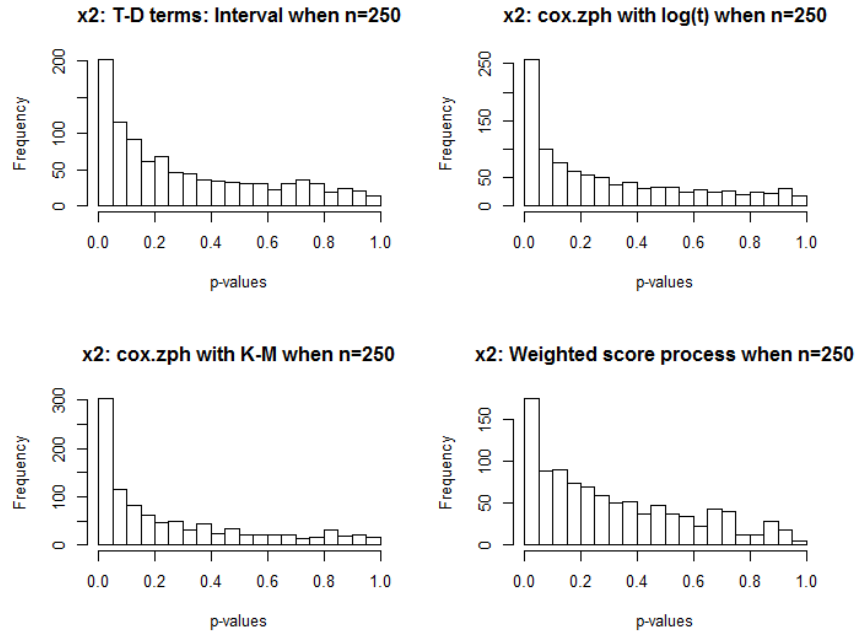 x2: T-D terms: Interval when n=250
Frequency
0 50 100 200
0.0 0.2 0.4 0.6 0.8 1.0
p-values
x2: cox.zph with log(t) when n=250
Frequency
0 50 150 250
0.0 0.2 0.4 0.6 0.8 1.0
p-values
x2: cox.zph with K-M when n=250
Frequency
0 100 200 300
0.0 0.2 0.4 0.6 0.8 1.0
p-values
x2: Weighted score process when n=250
Frequency
0 50 100 150
0.0 0.2 0.4 0.6 0.8 1.0
p-values